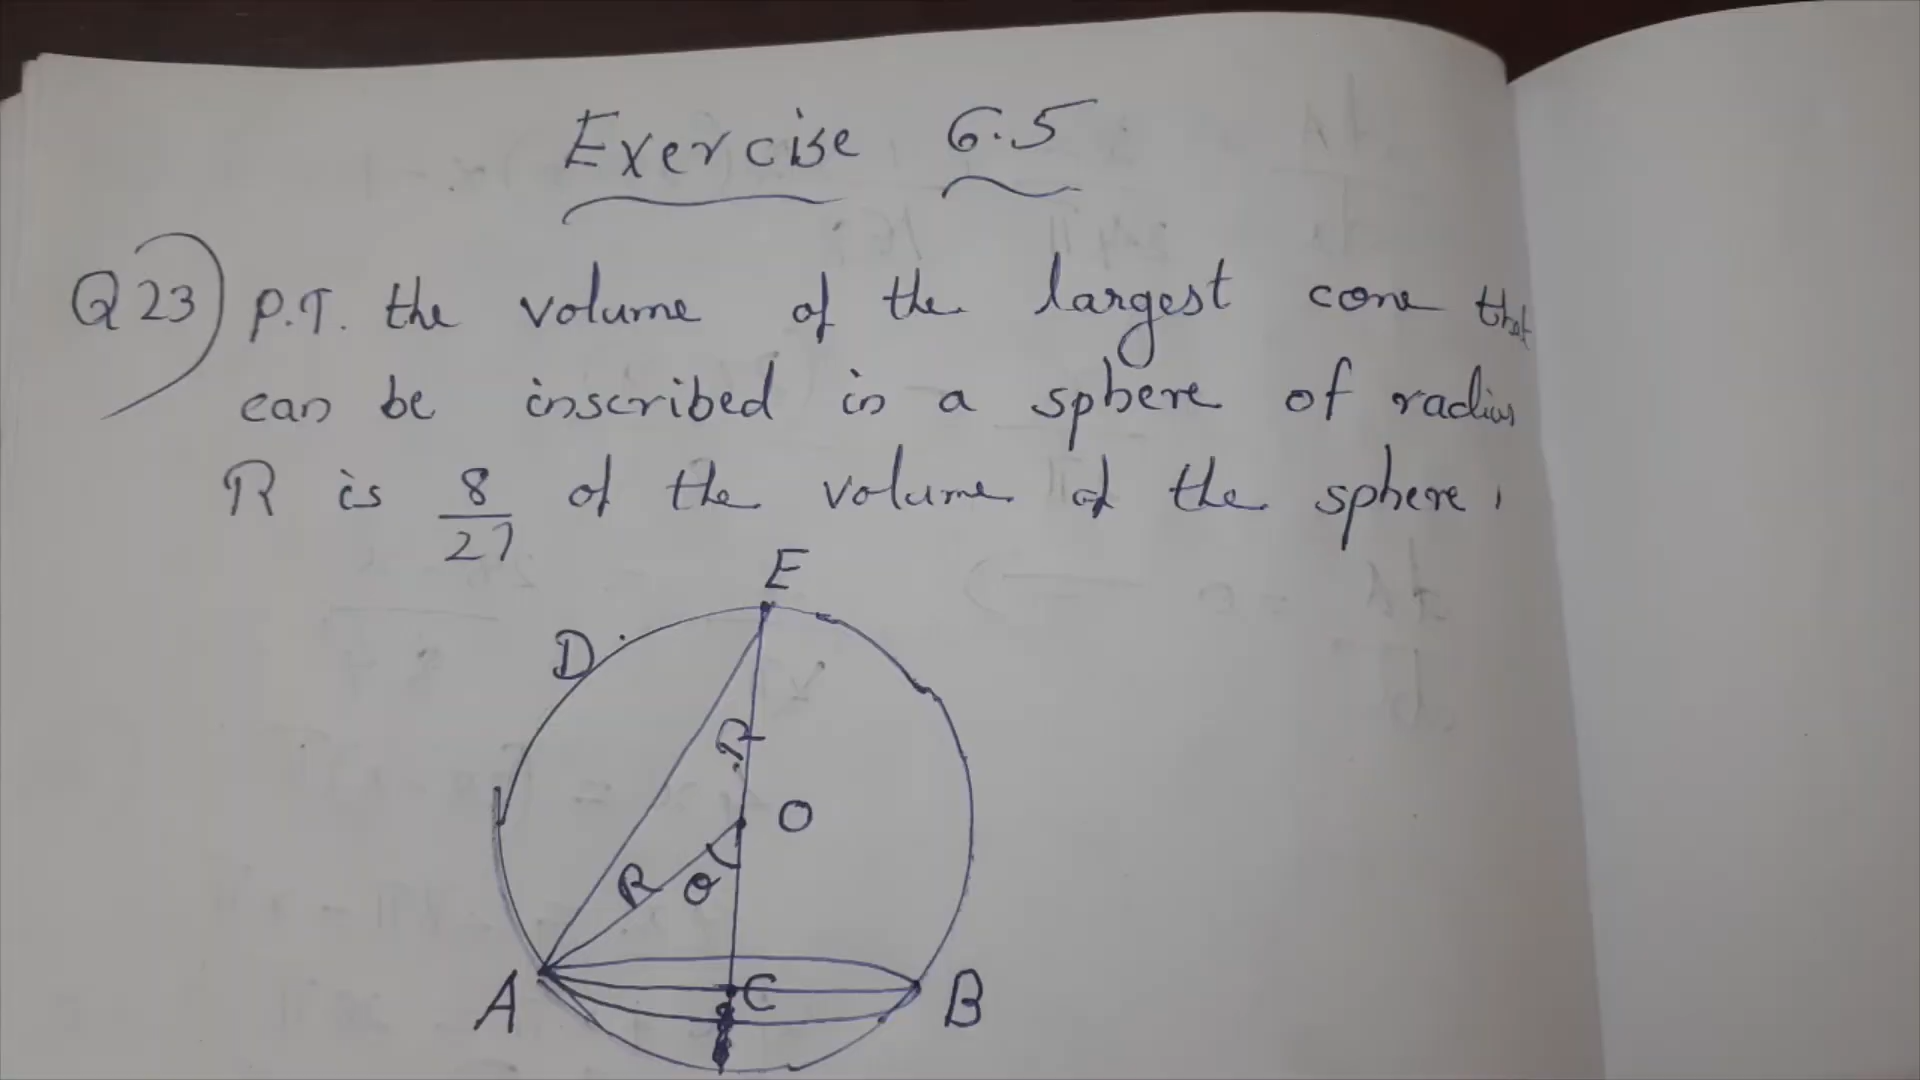 Exercise 6.5
Q23) P.T. the volume of the largest cone that
can be inscribed in a sphere of radius
R is 8/27 of the volume of the sphere.
E
D
R
O
R θ
A C B